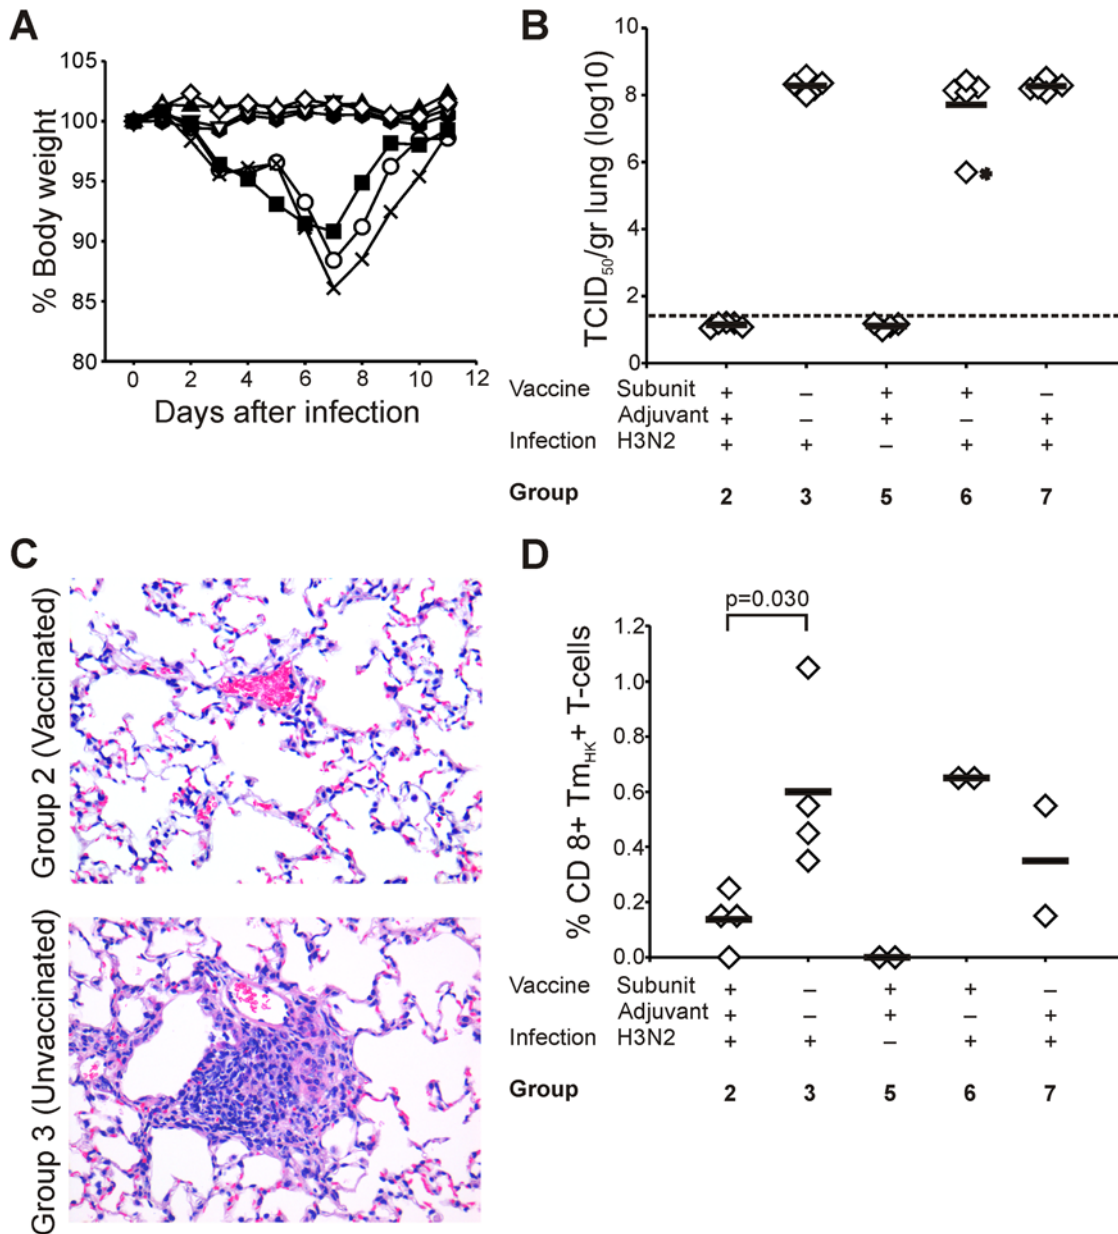 A
105
100
95
90
85
80
% Body weight
0 2 4 6 8 10 12
Days after infection
B
10
8
6
4
2
0
TCID50/gr lung (log10)
*
Vaccine Subunit + – + + –
Adjuvant + – + – +
Infection H3N2 + + – + +
Group 2 3 5 6 7
C
Group 2 (Vaccinated)
Group 3 (Unvaccinated)
D
p=0.030
1.2
1.0
0.8
0.6
0.4
0.2
0.0
% CD 8+ TmHK+ T-cells
Vaccine Subunit + – + + –
Adjuvant + – + – +
Infection H3N2 + + – + +
Group 2 3 5 6 7